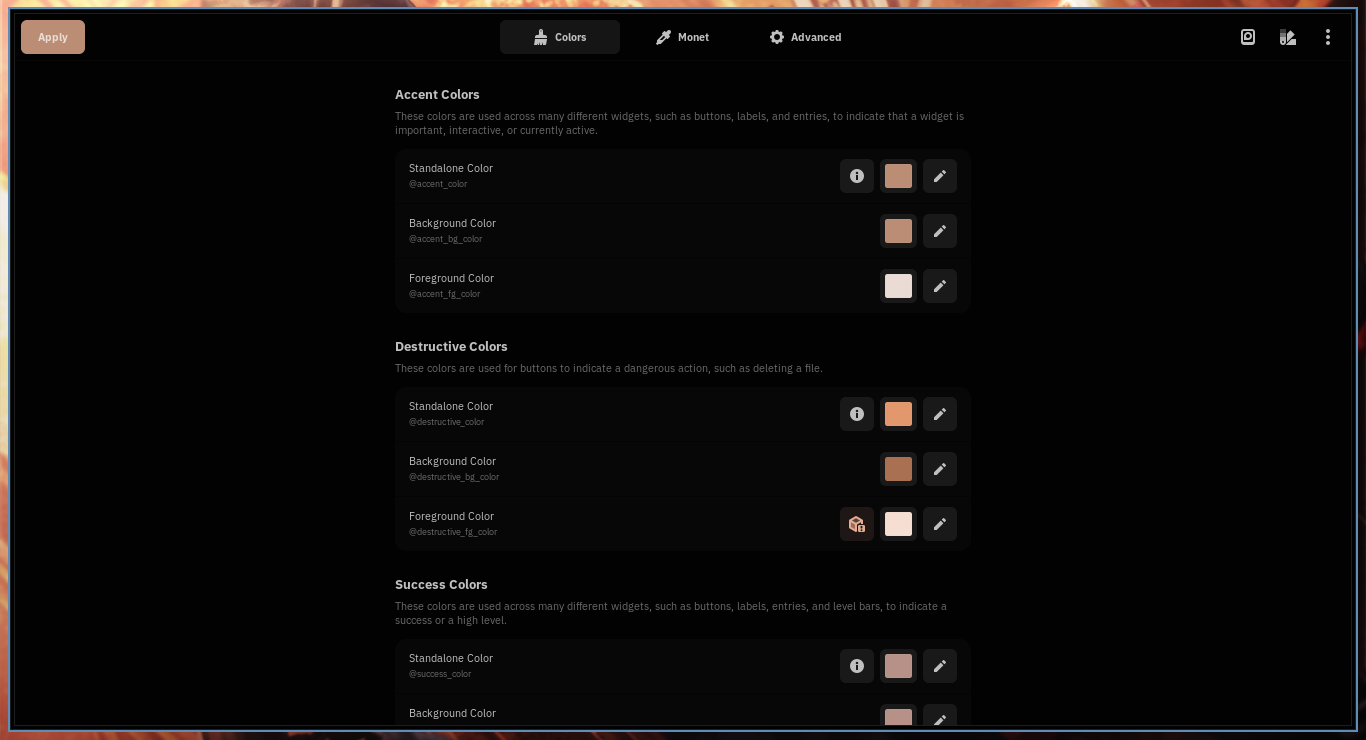 Apply
Colors
Monet
Advanced
Accent Colors
These colors are used across many different widgets, such as buttons, labels, and entries, to indicate that a widget is
important, interactive, or currently active.
Standalone Color
@accent_color
Background Color
@accent_bg_color
Foreground Color
@accent_fg_color
Destructive Colors
These colors are used for buttons to indicate a dangerous action, such as deleting a file.
Standalone Color
@destructive_color
Background Color
@destructive_bg_color
Foreground Color
@destructive_fg_color
Success Colors
These colors are used across many different widgets, such as buttons, labels, entries, and level bars, to indicate a
success or a high level.
Standalone Color
@success_color
Background Color